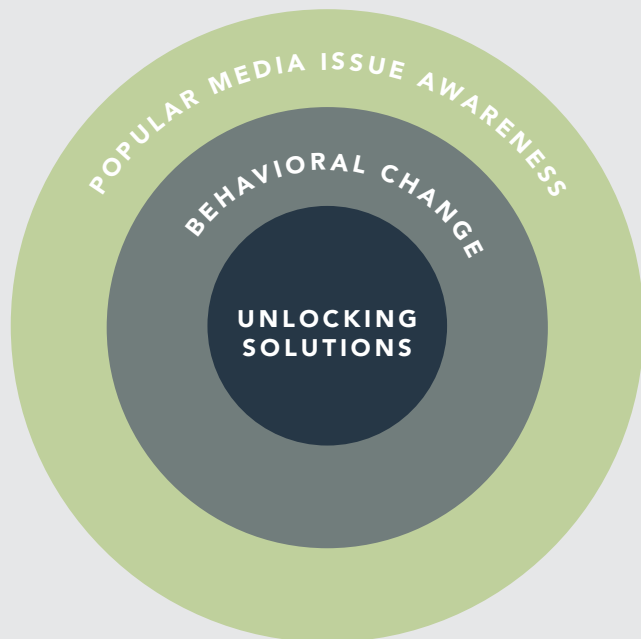 POPULAR MEDIA ISSUE AWARENESS
BEHAVIORAL CHANGE
UNLOCKING
SOLUTIONS